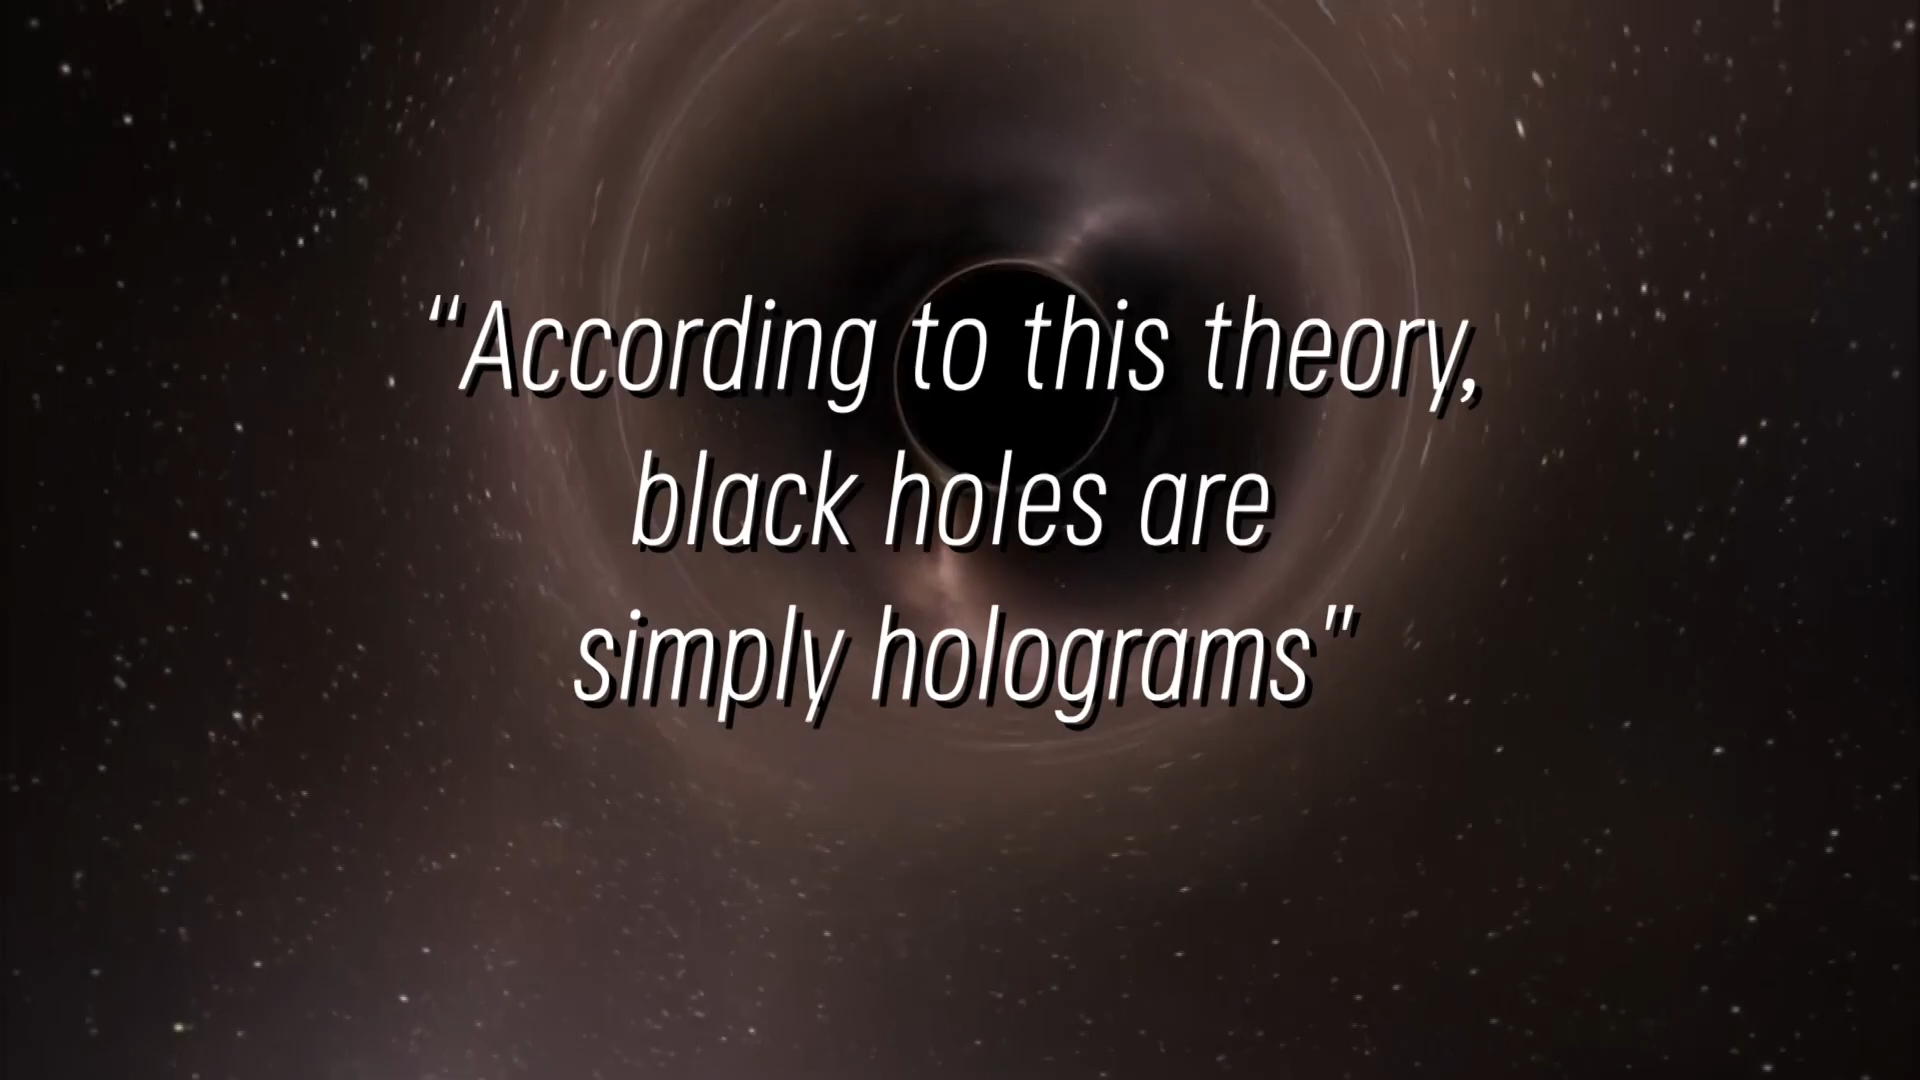 “According to this theory,
black holes are
simply holograms”